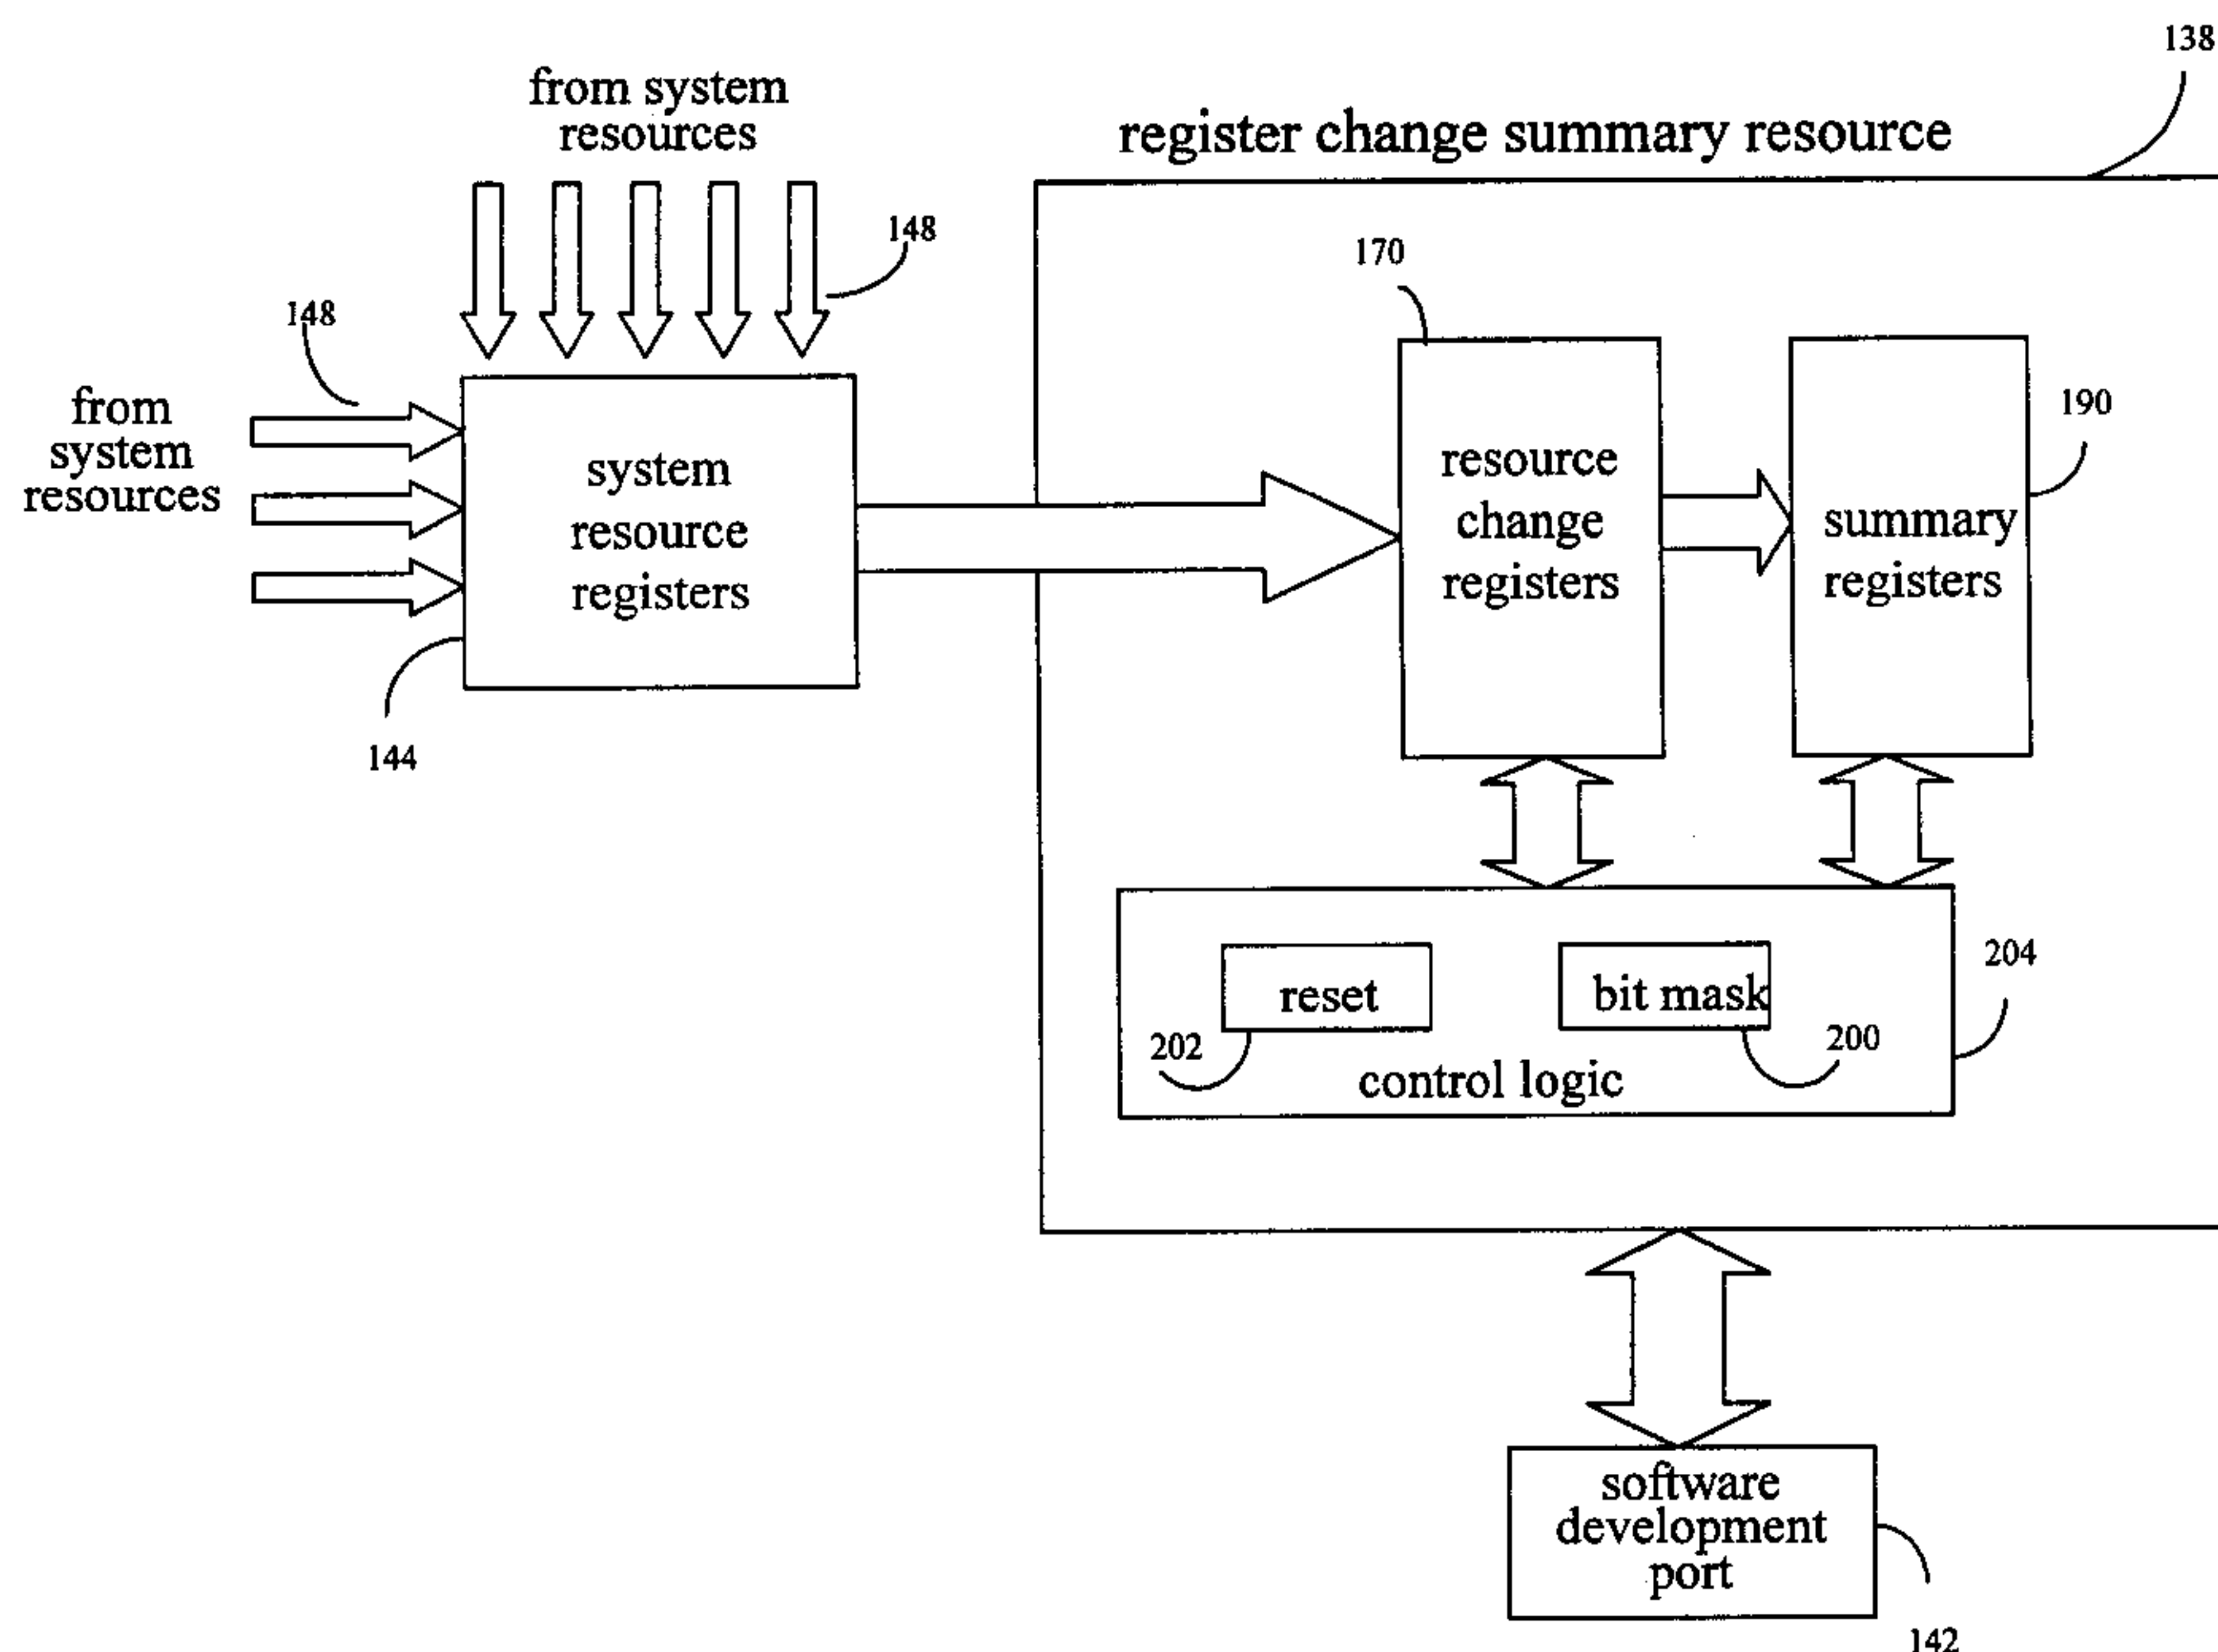 138
from system
resources
register change summary resource
148
170
148
from
system
resources
190
system
resource
registers
resource
change
registers
summary
registers
144
204
reset
bit mask
202
200
control logic
software
development
port
142